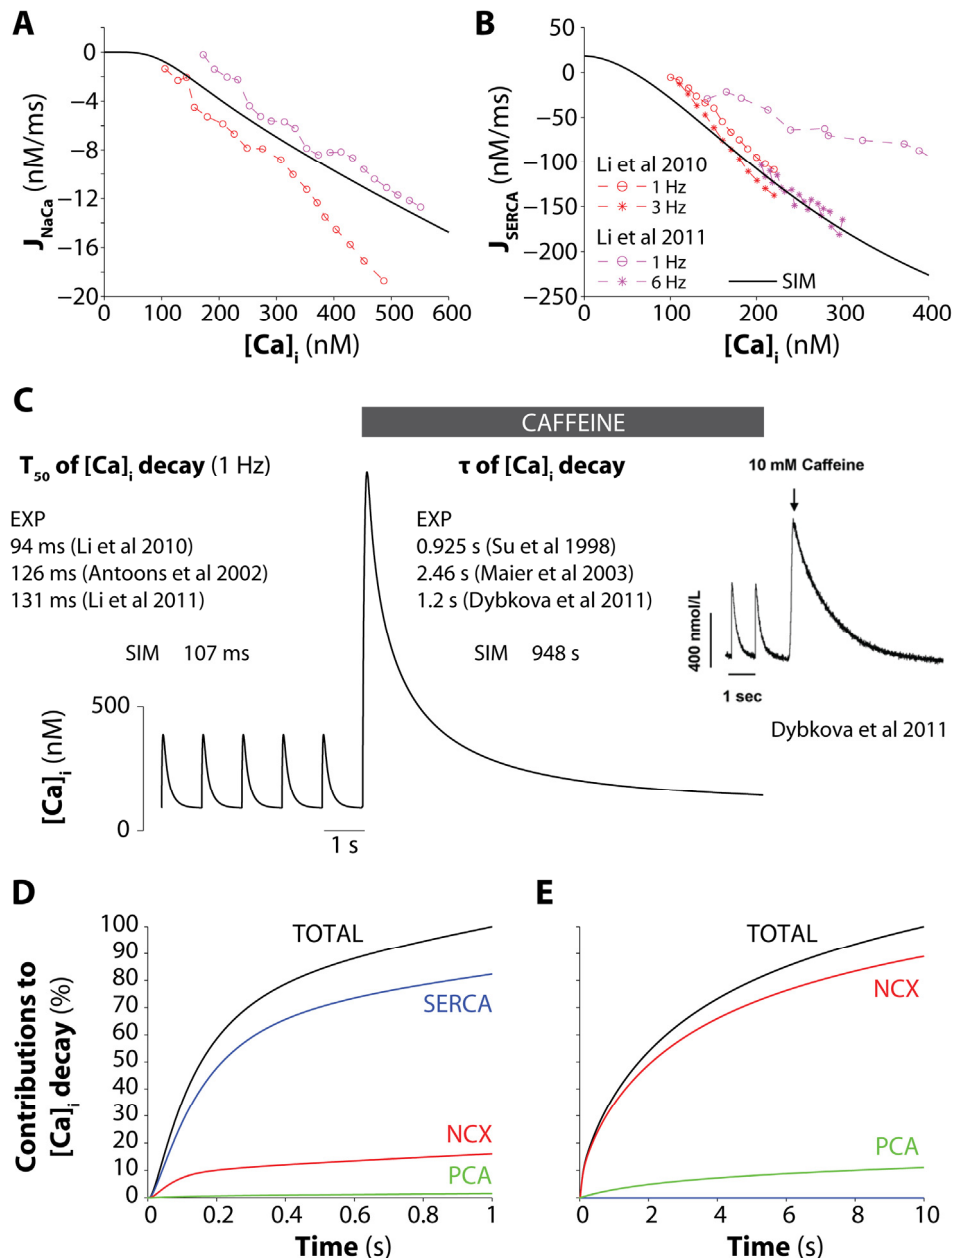 A
B
0
−4
−8
−12
−16
−20
J_NaCa (nM/ms)
0 100 200 300 400 500 600
[Ca]i (nM)
50
0
−50
−100
−150
−200
−250
J_SERCA (nM/ms)
Li et al 2010
1 Hz
3 Hz
Li et al 2011
1 Hz
6 Hz
SIM
0 100 200 300 400
[Ca]i (nM)
C
CAFFEINE
T50 of [Ca]i decay (1 Hz)
EXP
94 ms (Li et al 2010)
126 ms (Antoons et al 2002)
131 ms (Li et al 2011)
SIM 107 ms
τ of [Ca]i decay
EXP
0.925 s (Su et al 1998)
2.46 s (Maier et al 2003)
1.2 s (Dybkova et al 2011)
SIM 948 s
10 mM Caffeine
400 nmol/L
1 sec
Dybkova et al 2011
500
0
[Ca]i (nM)
1 s
D
E
Contributions to
[Ca]i decay (%)
100
90
80
70
60
50
40
30
20
10
0
TOTAL
SERCA
NCX
PCA
0 0.2 0.4 0.6 0.8 1
Time (s)
TOTAL
NCX
PCA
0 2 4 6 8 10
Time (s)